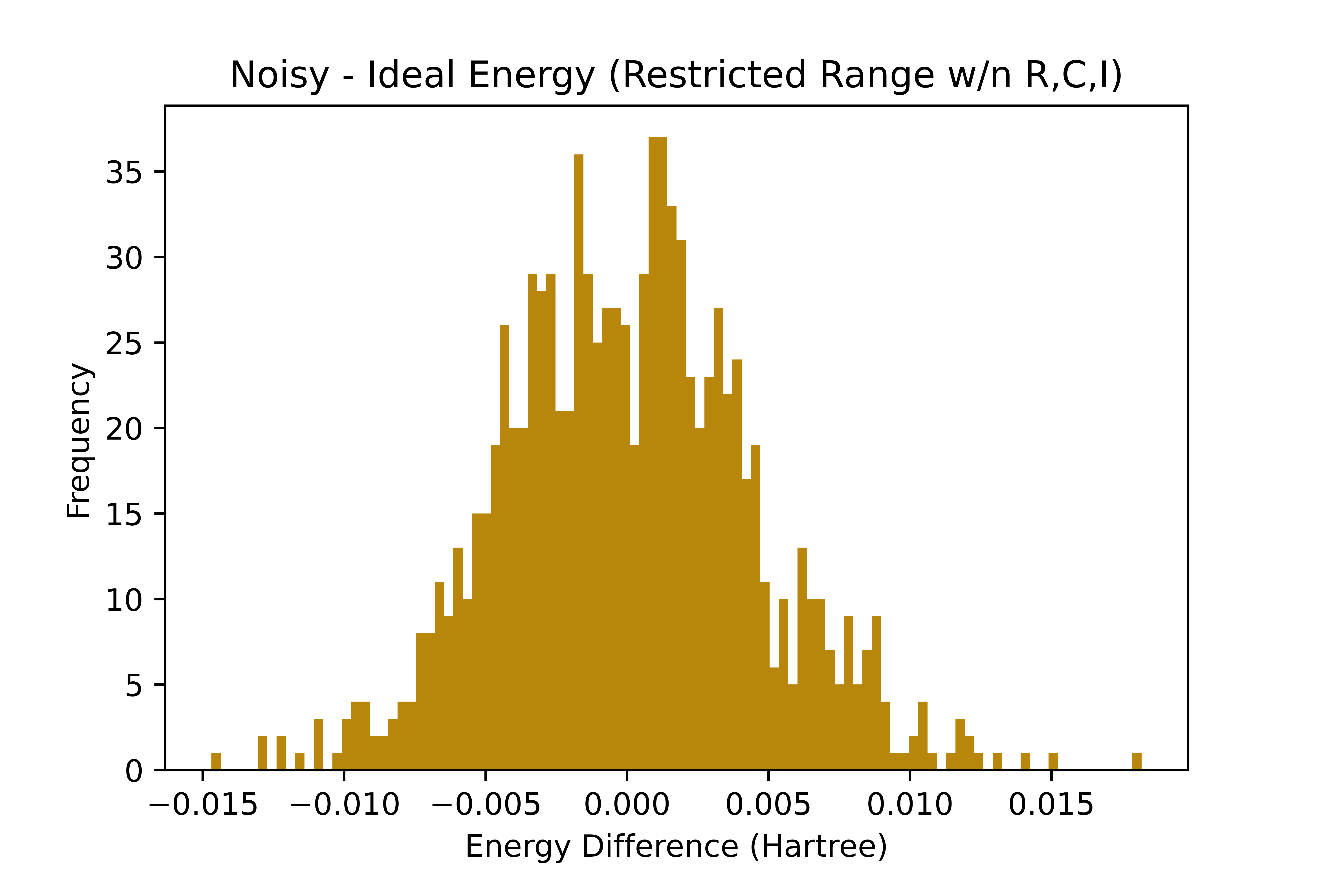 Noisy - Ideal Energy (Restricted Range w/n R,C,I)
35
30
25
20
15
10
5
0
Frequency
−0.015 −0.010 −0.005 0.000 0.005 0.010 0.015
Energy Difference (Hartree)